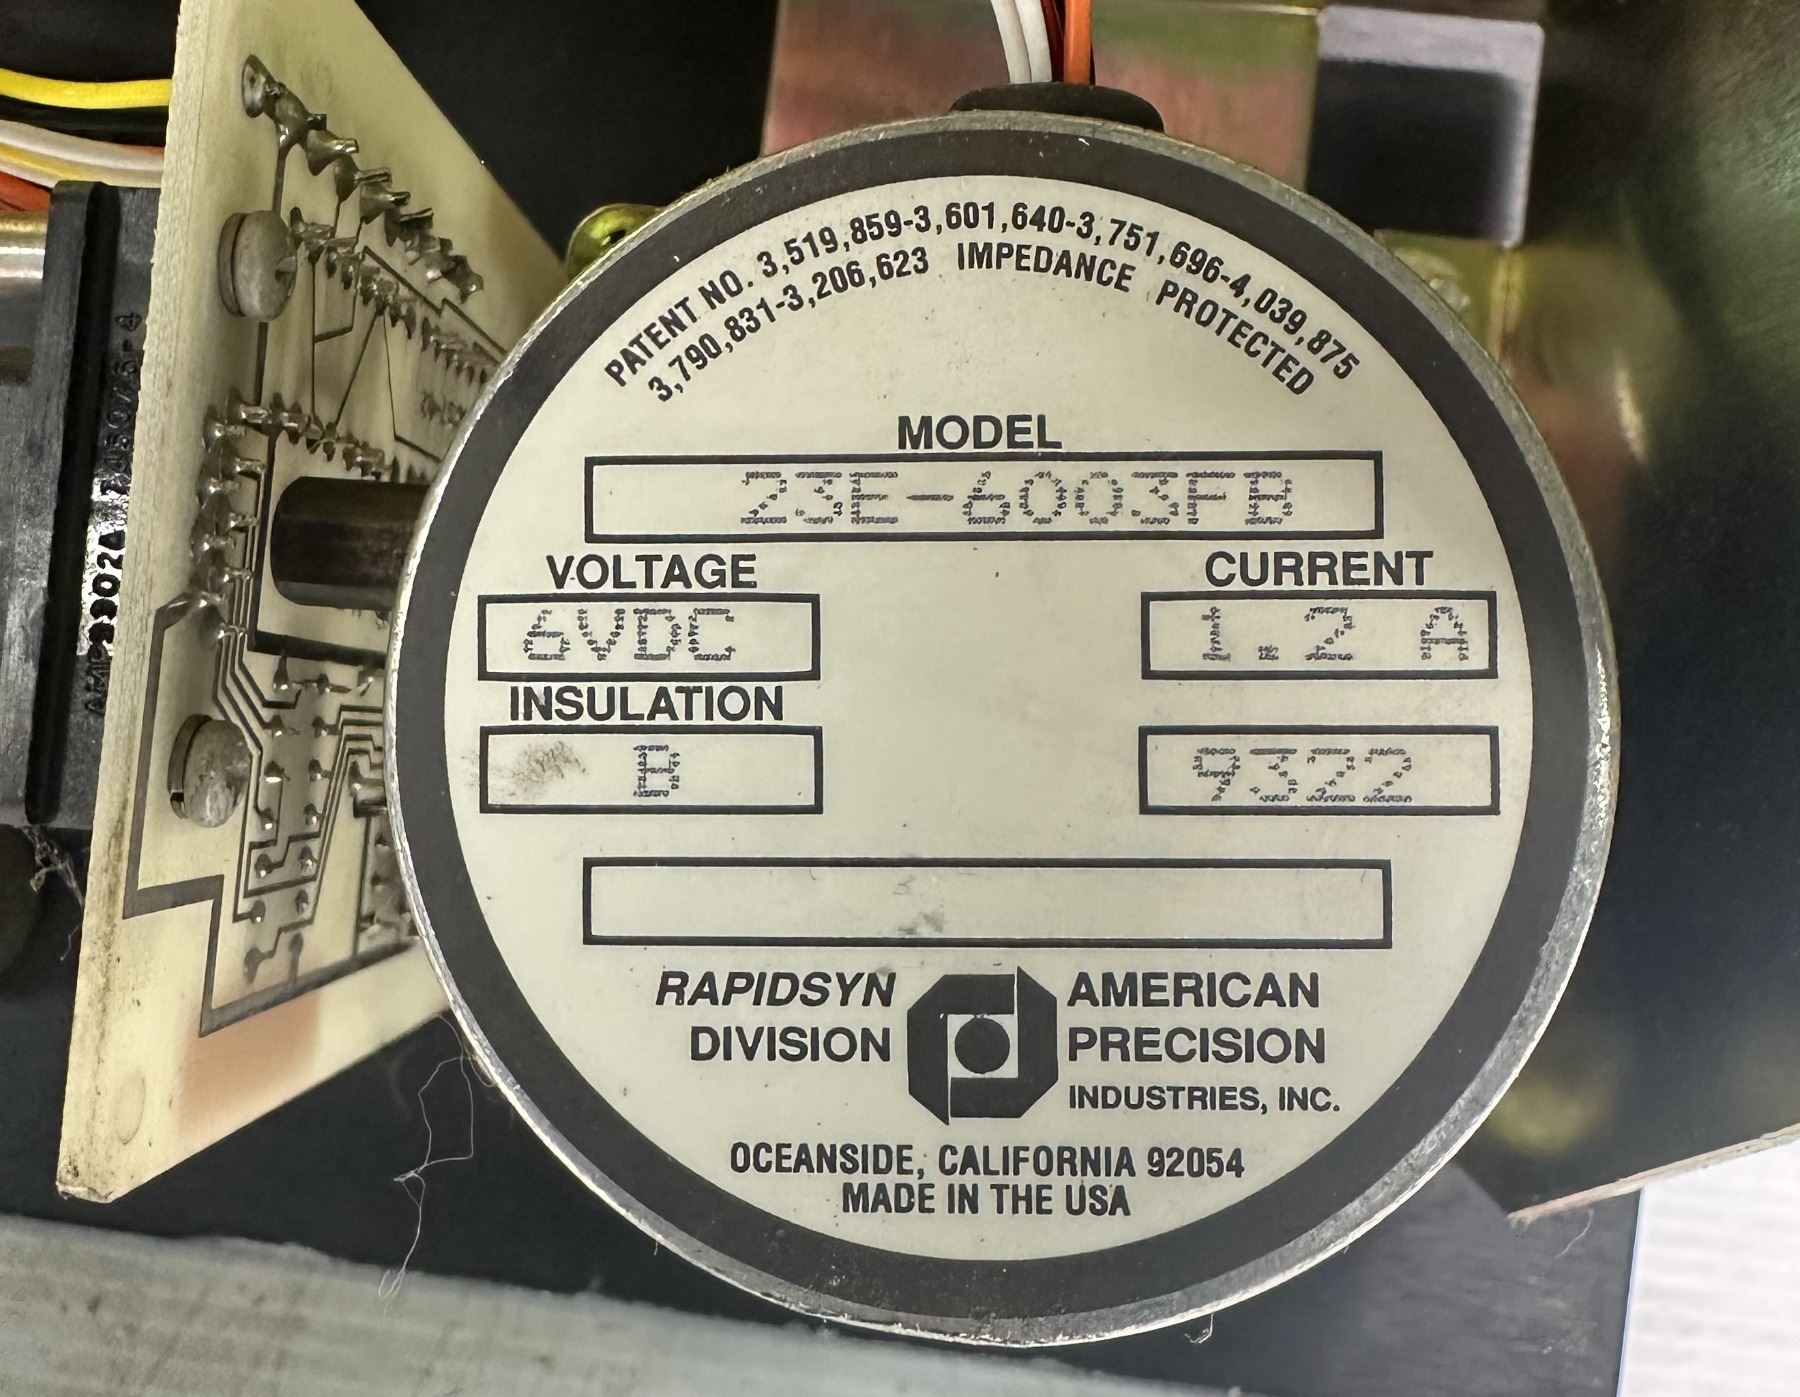 PATENT NO. 3,519,859-3,601,640-3,751,696-4,039,875
3,790,831-3,206,623 IMPEDANCE PROTECTED
MODEL
VOLTAGE
6VDC
CURRENT
1.2 A
INSULATION
B
9322
RAPIDSYN
DIVISION
AMERICAN
PRECISION
INDUSTRIES, INC.
OCEANSIDE, CALIFORNIA 92054
MADE IN THE USA